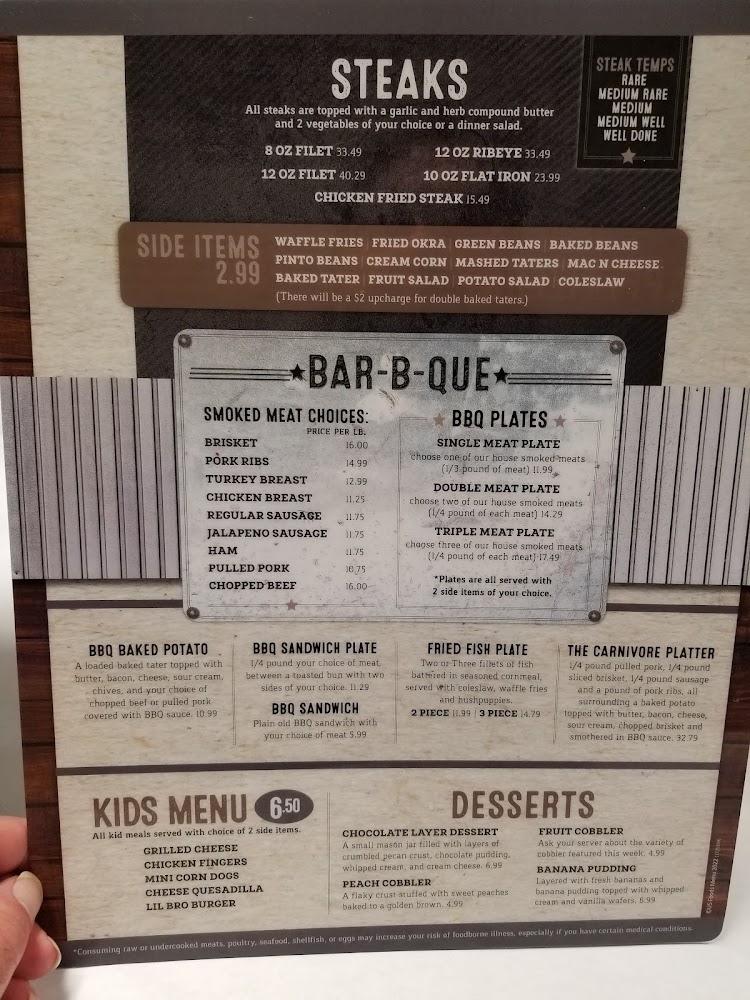 STEAKS
All steaks are topped with a garlic and herb compound butter
and 2 vegetables of your choice or a dinner salad.
8 OZ FILET 33.49
12 OZ RIBEYE 33.49
12 OZ FILET 40.29
10 OZ FLAT IRON 23.99
CHICKEN FRIED STEAK 15.49
STEAK TEMPS
RARE
MEDIUM RARE
MEDIUM
MEDIUM WELL
WELL DONE
SIDE ITEMS
2.99
WAFFLE FRIES | FRIED OKRA | GREEN BEANS | BAKED BEANS
PINTO BEANS | CREAM CORN | MASHED TATERS | MAC N CHEESE
BAKED TATER | FRUIT SALAD | POTATO SALAD | COLESLAW
(There will be a $2 upcharge for double baked taters.)
BAR-B-QUE
SMOKED MEAT CHOICES:
PRICE PER LB.
BRISKET 16.00
PORK RIBS 14.99
TURKEY BREAST 12.99
CHICKEN BREAST 11.25
REGULAR SAUSAGE 11.75
JALAPENO SAUSAGE 11.75
HAM 11.75
PULLED PORK 10.75
CHOPPED BEEF 16.00
BBQ PLATES
SINGLE MEAT PLATE
choose one of our house smoked meats
(1/3 pound of meat) 11.99
DOUBLE MEAT PLATE
choose two of our house smoked meats
(1/4 pound of each meat) 14.29
TRIPLE MEAT PLATE
choose three of our house smoked meats
(1/4 pound of each meat) 17.49
*Plates are all served with
2 side items of your choice.
BBQ BAKED POTATO
A loaded baked tater topped with
butter, bacon, cheese, sour cream,
chives, and your choice of
chopped beef or pulled pork
covered with BBQ sauce. 10.99
BBQ SANDWICH PLATE
1/4 pound your choice of meat,
between a toasted bun with two
sides of your choice. 11.29
BBQ SANDWICH
Plain old BBQ sandwich with
your choice of meat 5.99
FRIED FISH PLATE
Two or Three fillets of fish
battered in seasoned cornmeal,
served with coleslaw, waffle fries
and hushpuppies.
2 PIECE 11.99 | 3 PIECE 14.79
THE CARNIVORE PLATTER
1/4 pound pulled pork, 1/4 pound
sliced brisket, 1/4 pound sausage
and a pound of pork ribs, all
surrounding a baked potato
topped with butter, bacon, cheese,
sour cream, chopped brisket and
smothered in BBQ sauce. 32.79
KIDS MENU 6.50
All kid meals served with choice of 2 side items.
GRILLED CHEESE
CHICKEN FINGERS
MINI CORN DOGS
CHEESE QUESADILLA
LIL BRO BURGER
DESSERTS
CHOCOLATE LAYER DESSERT
A small mason jar filled with layers of
crumbled pecan crust, chocolate pudding,
whipped cream, and cream cheese. 6.99
PEACH COBBLER
A flaky crust stuffed with sweet peaches
baked to a golden brown. 4.99
FRUIT COBBLER
Ask your server about the variety of
cobbler featured this week. 4.99
BANANA PUDDING
Layered with fresh bananas and
banana pudding topped with whipped
cream and vanilla wafers. 5.99
©US Foods Menu 2022
*Consuming raw or undercooked meats, poultry, seafood, shellfish, or eggs may increase your risk of foodborne illness, especially if you have certain medical conditions.